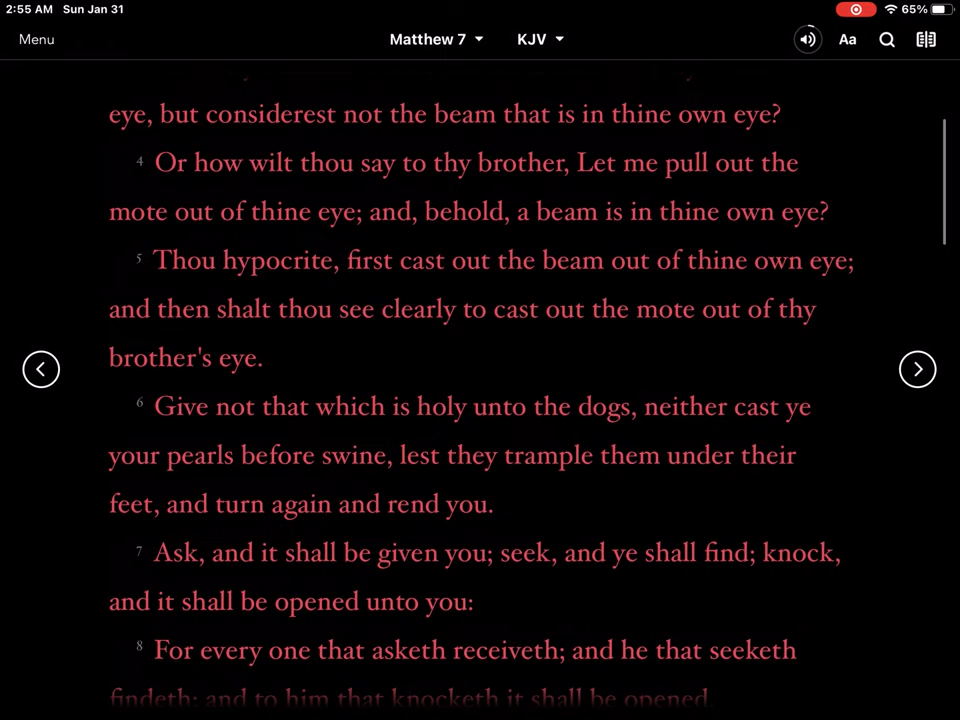 2:55 AM Sun Jan 31
65%
Menu
Matthew 7
KJV
Aa
eye, but considerest not the beam that is in thine own eye?
4 Or how wilt thou say to thy brother, Let me pull out the
mote out of thine eye; and, behold, a beam is in thine own eye?
5 Thou hypocrite, first cast out the beam out of thine own eye;
and then shalt thou see clearly to cast out the mote out of thy
brother's eye.
6 Give not that which is holy unto the dogs, neither cast ye
your pearls before swine, lest they trample them under their
feet, and turn again and rend you.
7 Ask, and it shall be given you; seek, and ye shall find; knock,
and it shall be opened unto you:
8 For every one that asketh receiveth; and he that seeketh
findeth; and to him that knocketh it shall be opened.